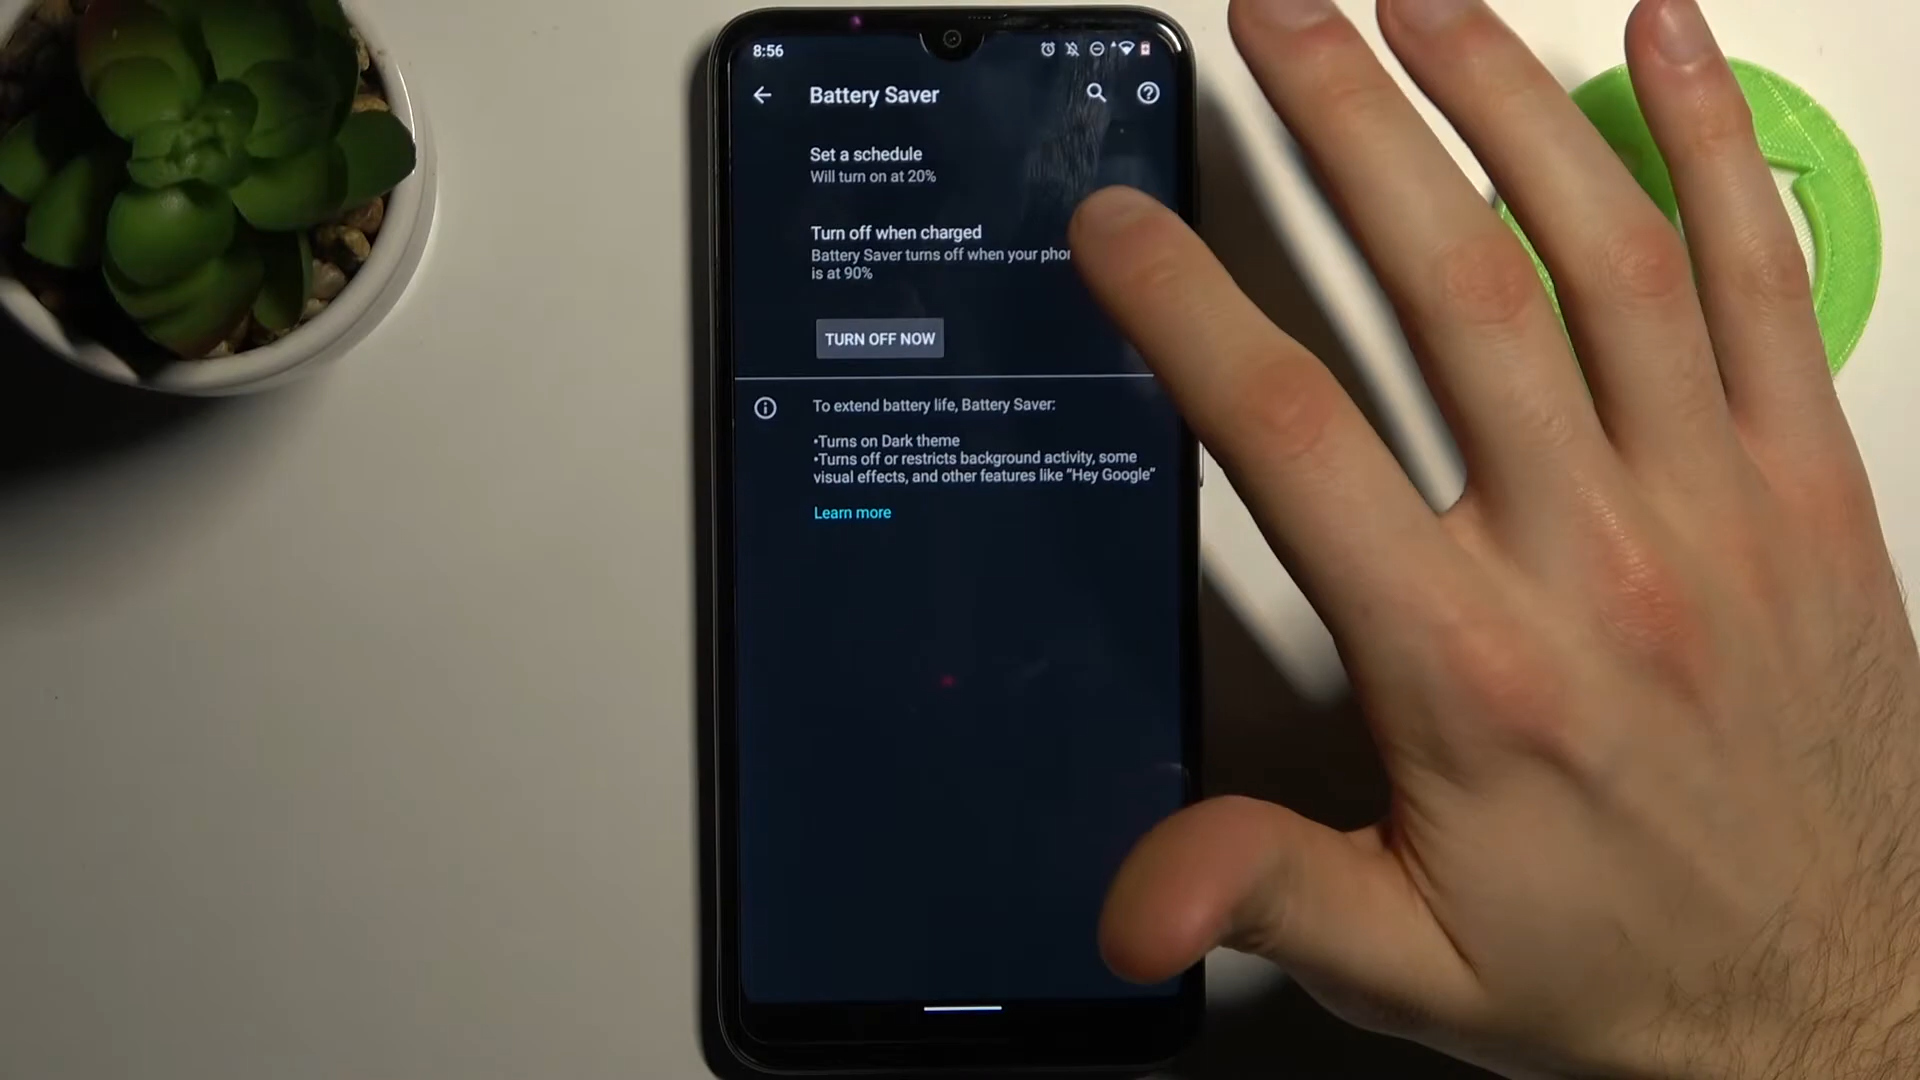 8:56
Battery Saver
Set a schedule
Will turn on at 20%
Turn off when charged
Battery Saver turns off when your
is at 90%
TURN OFF NOW
To extend battery life, Battery Saver:
•Turns on Dark theme
•Turns off or restricts background activity, some
visual effects, and other features like “Hey Google”
Learn more